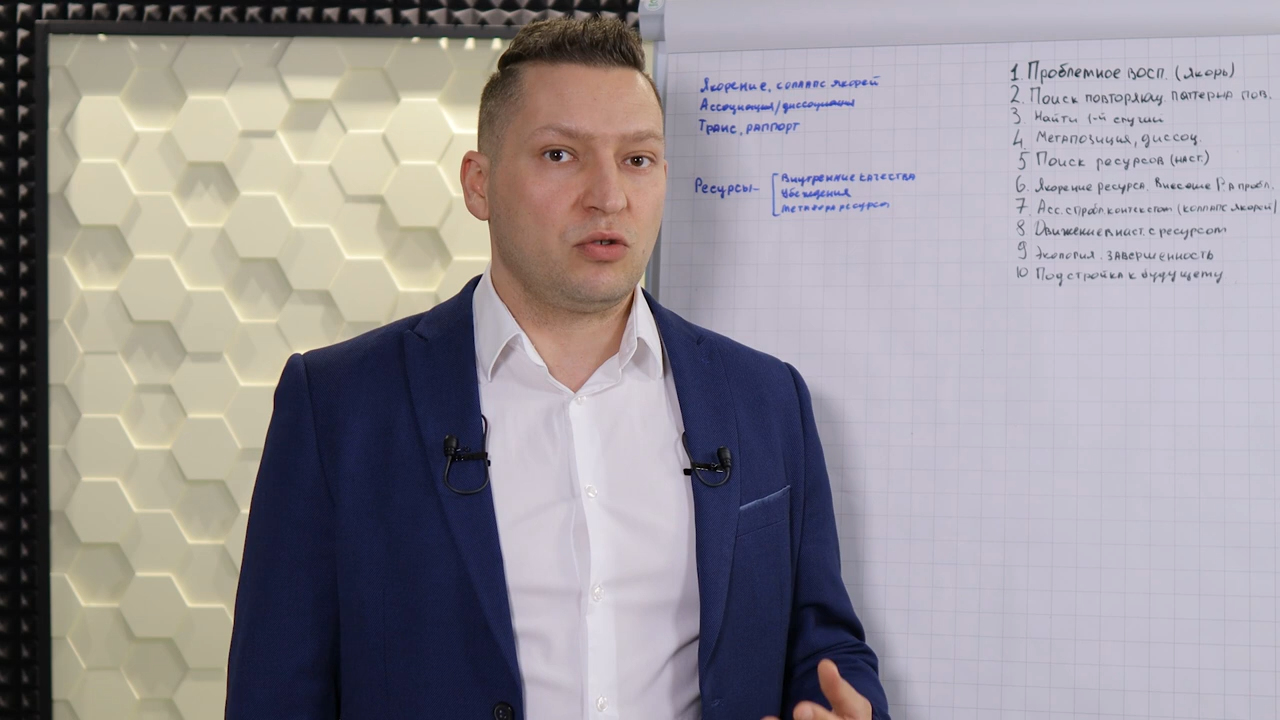 Якорение, соллапс якорей
Ассоциация/диссоциация
Транс, раппорт
Ресурсы – Внутренние качества
Убеждения
Метафора ресурсы
1. Проблемное восп. (якорь)
2. Поиск повторяющ. паттерна пов.
3. Найти 1-й случай
4. Метапозиция, диссоц.
5 Поиск ресурсов (наст.)
6. Якорение ресурса. Внесение Р. в пробл.
7. Асс. с пробл. контекстом (коллапс якорей)
8. Движение в наст. с ресурсом
9 Экология. завершенность
10 Подстройка к будущему